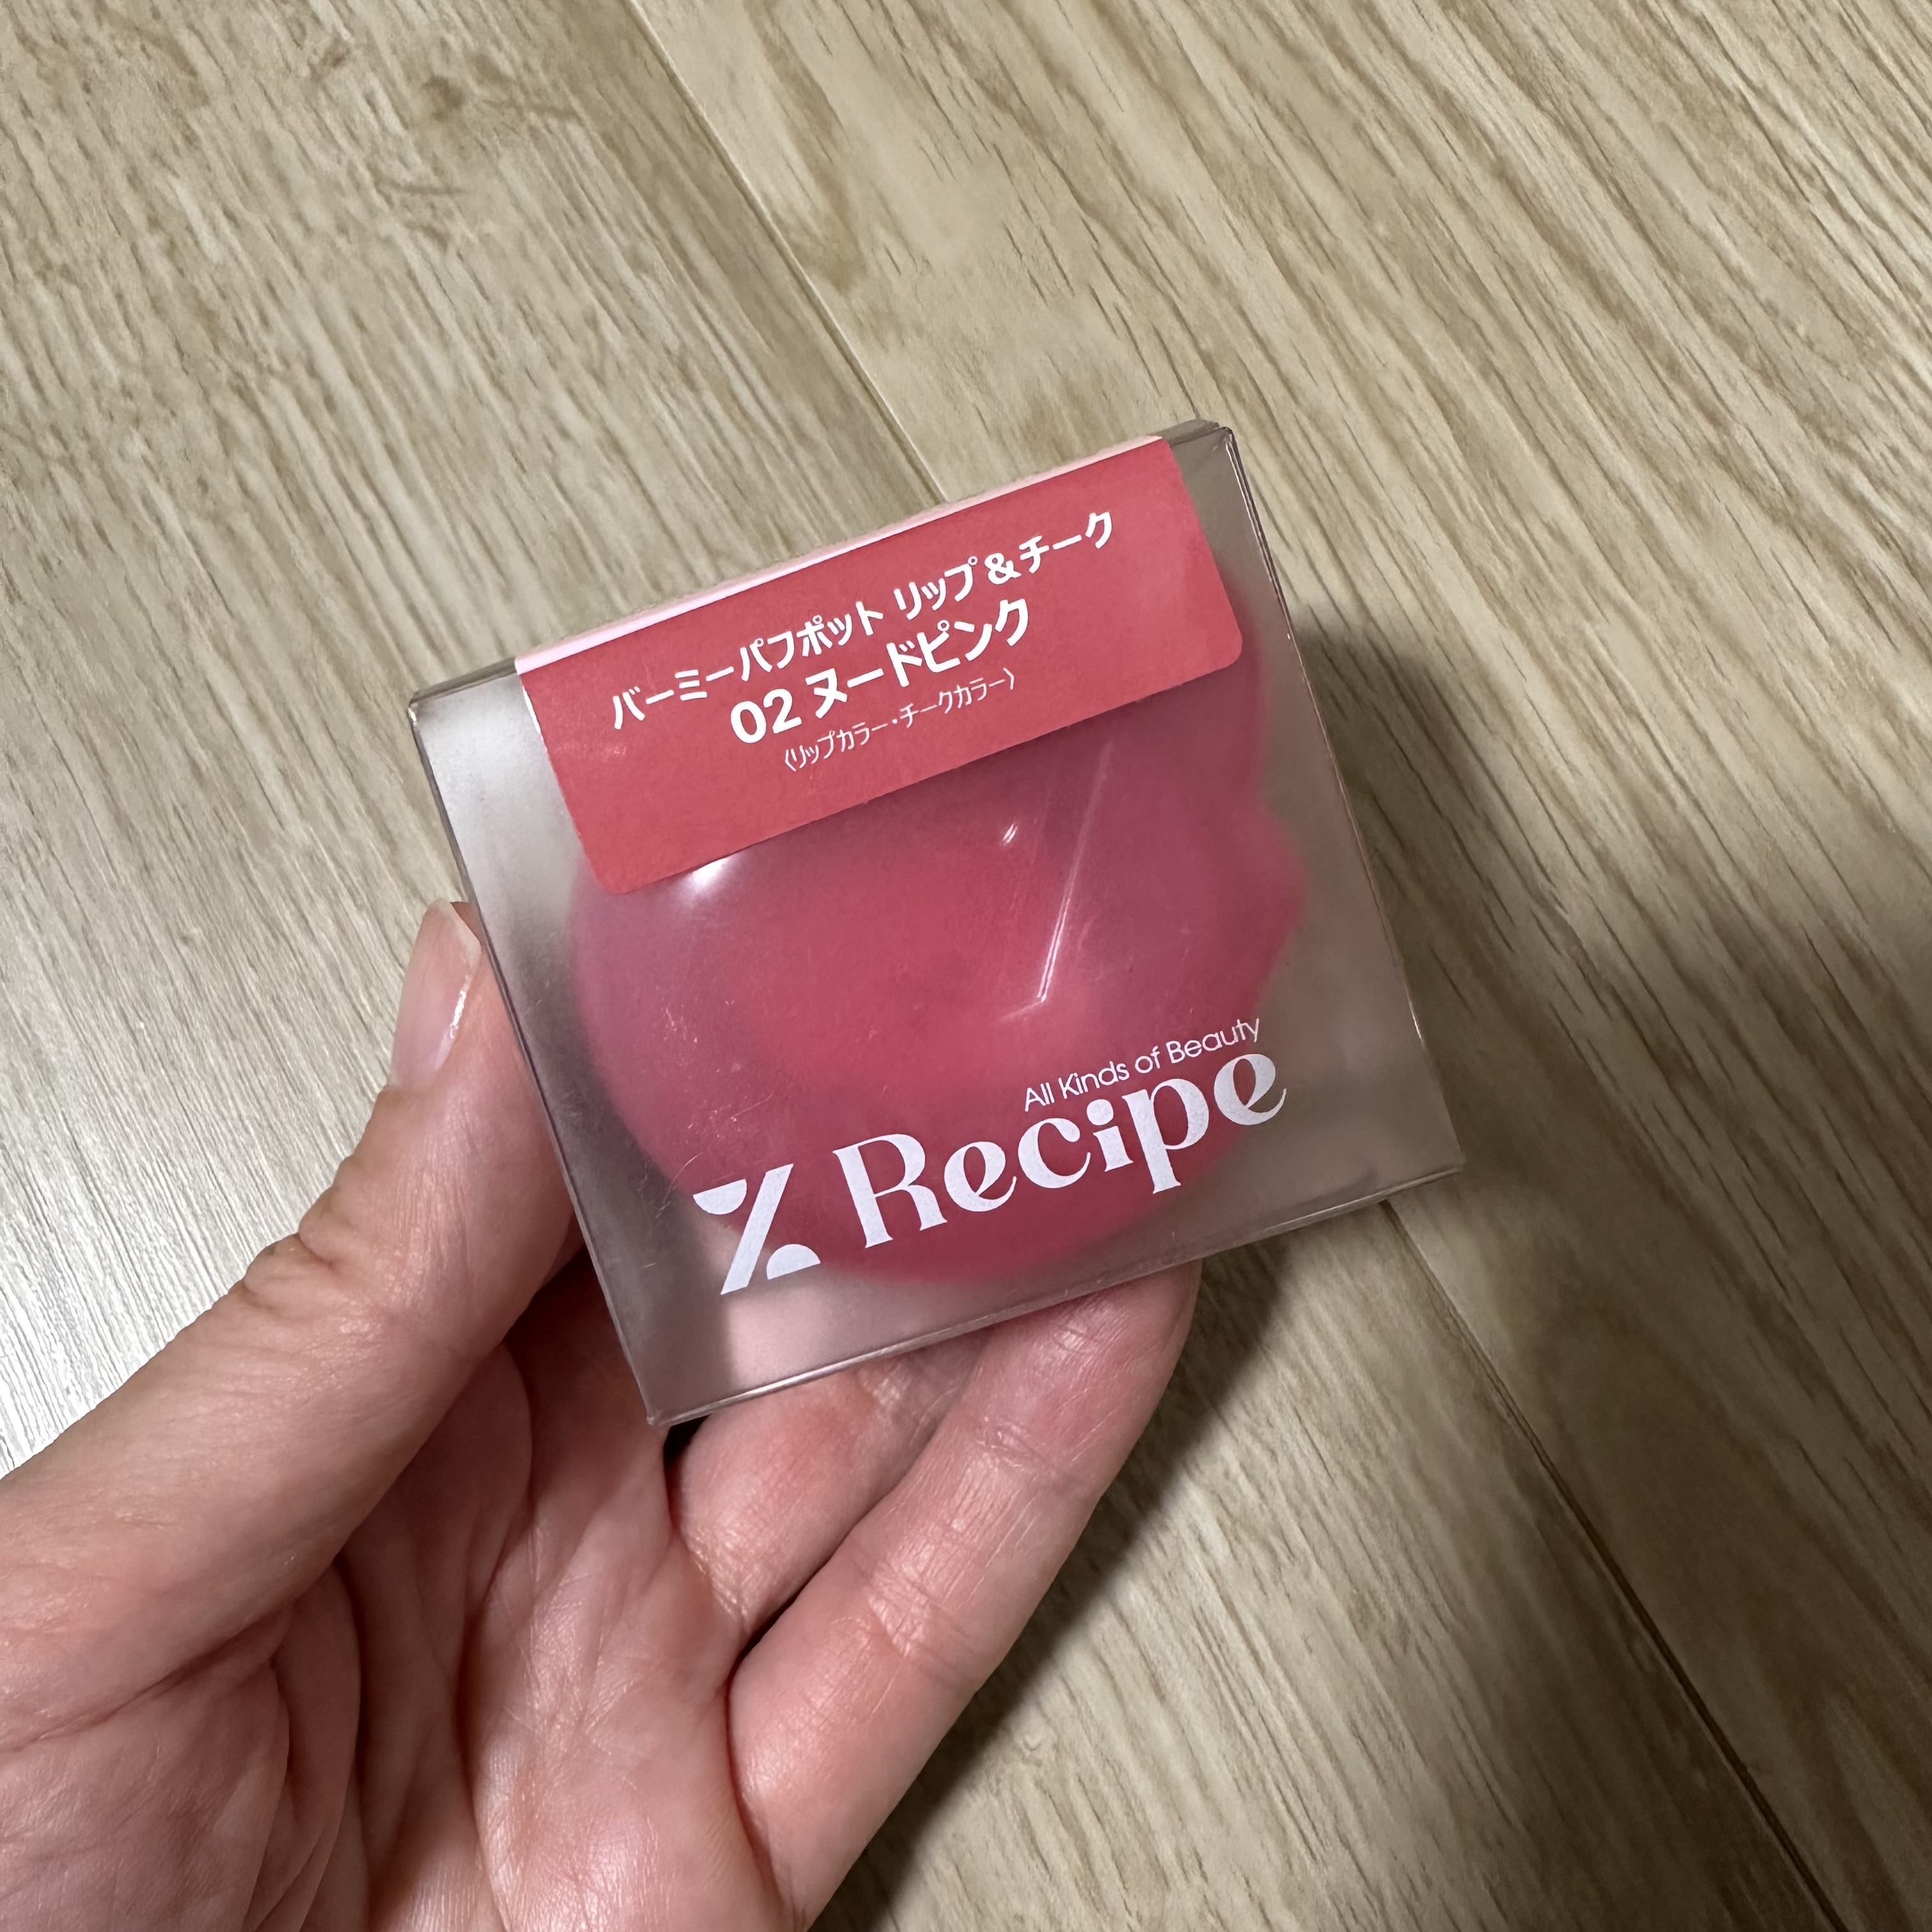 バーミーパフポット リップ&チーク
02 ヌードピンク
〈リップカラー・チークカラー〉
All Kinds of Beauty
Z Recipe